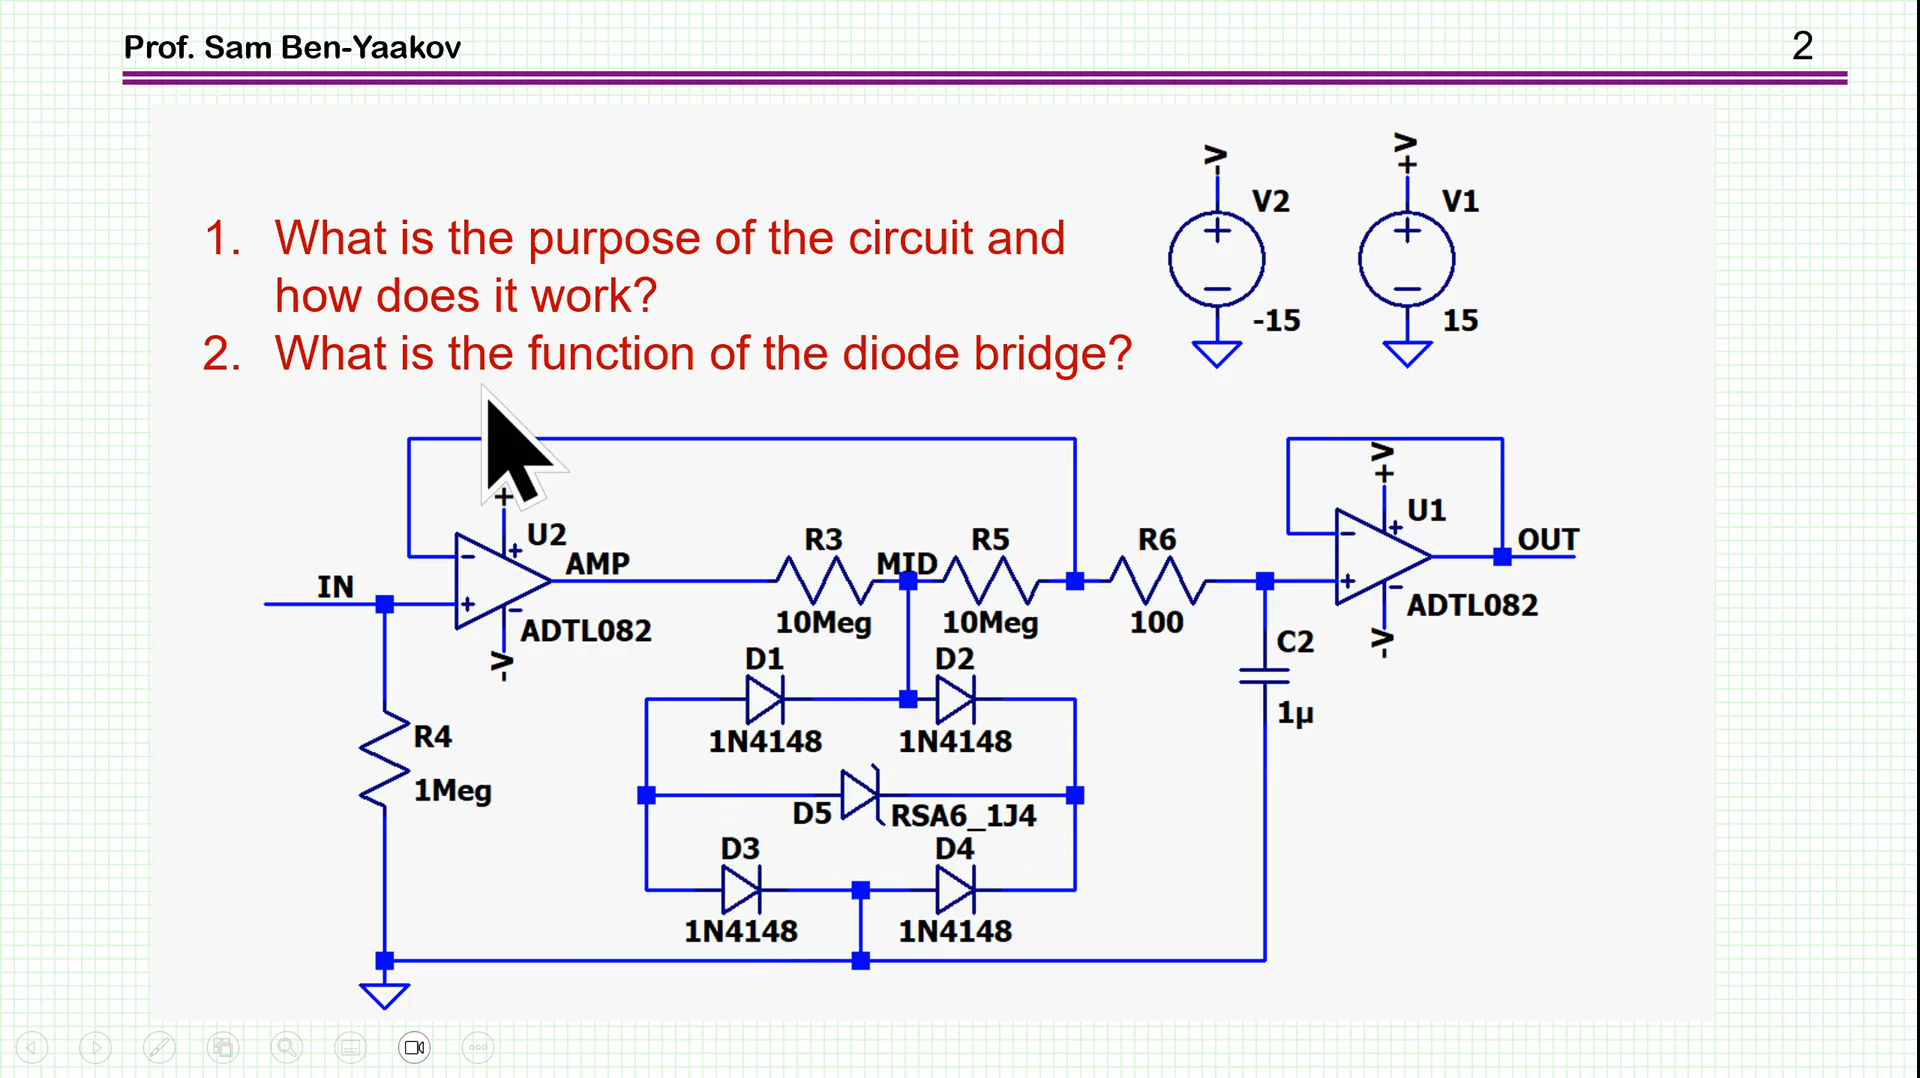 Prof. Sam Ben-Yaakov
2
1. What is the purpose of the circuit and
how does it work?
2. What is the function of the diode bridge?
-V
V2
-15
+V
V1
15
IN
U2
ADTL082
-V
AMP
R3
10Meg
MID
R5
10Meg
R6
100
+V
U1
ADTL082
-V
OUT
R4
1Meg
D1
1N4148
D2
1N4148
D5
RSA6_1J4
D3
1N4148
D4
1N4148
C2
1µ